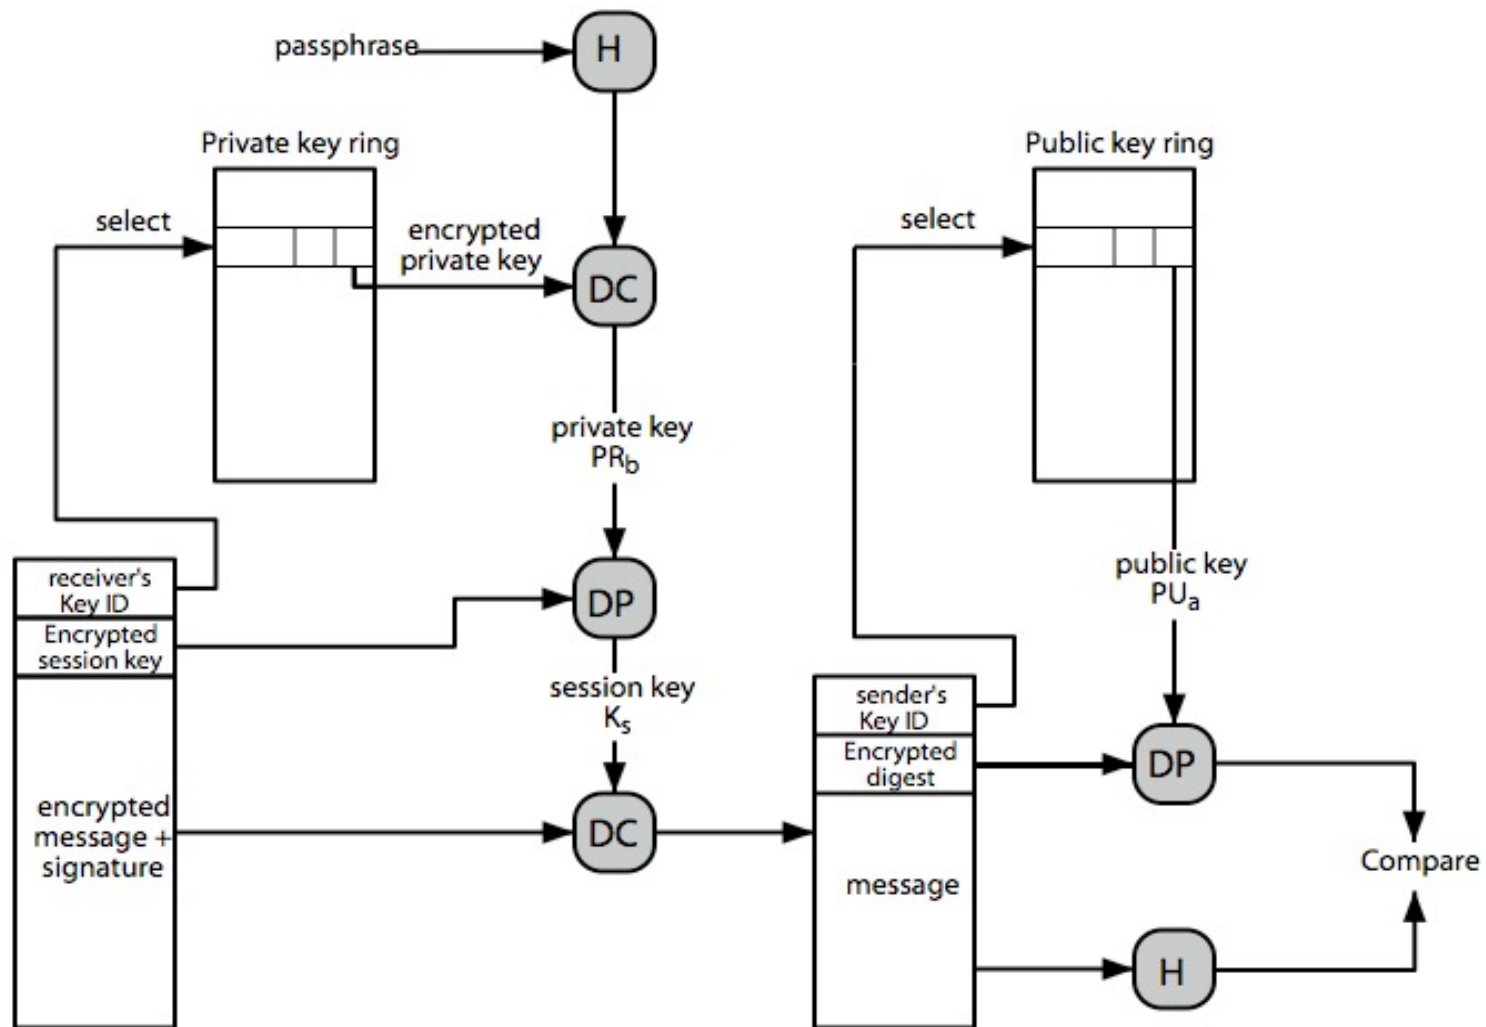 passphrase
H
Private key ring
Public key ring
select
encrypted
private key
select
DC
private key
PRb
public key
PUa
receiver's
Key ID
DP
Encrypted
session key
session key
Ks
sender's
Key ID
Encrypted
digest
DP
encrypted
message +
signature
DC
message
Compare
H